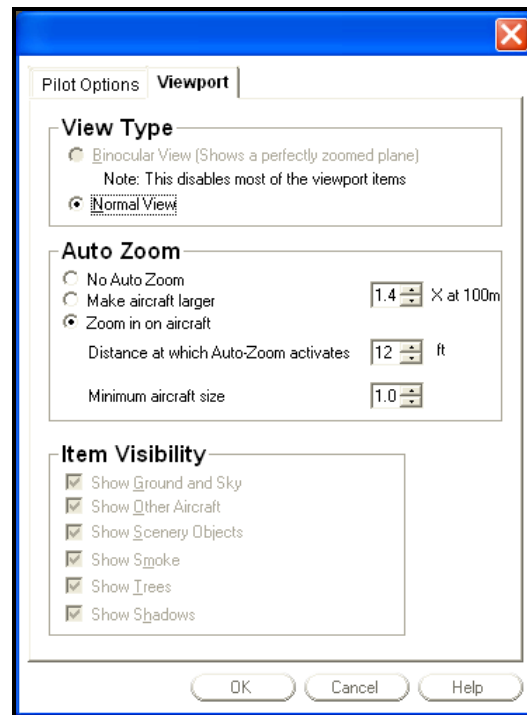 Pilot Options Viewport
View Type
Binocular View (Shows a perfectly zoomed plane)
Note: This disables most of the viewport items
Normal View
Auto Zoom
No Auto Zoom
Make aircraft larger 1.4 X at 100m
Zoom in on aircraft
Distance at which Auto-Zoom activates 12 ft
Minimum aircraft size 1.0
Item Visibility
Show Ground and Sky
Show Other Aircraft
Show Scenery Objects
Show Smoke
Show Trees
Show Shadows
OK Cancel Help